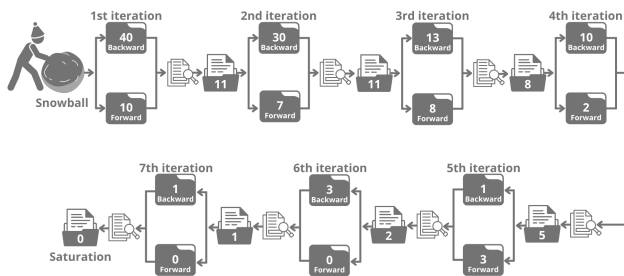 1st iteration
2nd iteration
3rd iteration
4th iteration
40
Backward
30
Backward
13
Backward
10
Backward
Snowball
11
11
8
10
Forward
7
Forward
8
Forward
2
Forward
7th iteration
6th iteration
5th iteration
1
Backward
3
Backward
1
Backward
0
1
2
5
Saturation
0
Forward
0
Forward
3
Forward